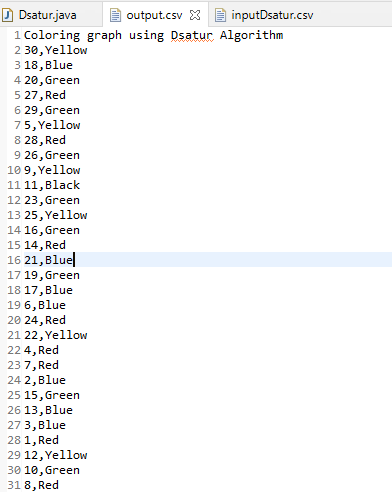 Dsatur.java output.csv inputDsatur.csv
1 Coloring graph using Dsatur Algorithm
2 30,Yellow
3 18,Blue
4 20,Green
5 27,Red
6 29,Green
7 5,Yellow
8 28,Red
9 26,Green
10 9,Yellow
11 11,Black
12 23,Green
13 25,Yellow
14 16,Green
15 14,Red
16 21,Blue
17 19,Green
18 17,Blue
19 6,Blue
20 24,Red
21 22,Yellow
22 4,Red
23 7,Red
24 2,Blue
25 15,Green
26 13,Blue
27 3,Blue
28 1,Red
29 12,Yellow
30 10,Green
31 8,Red